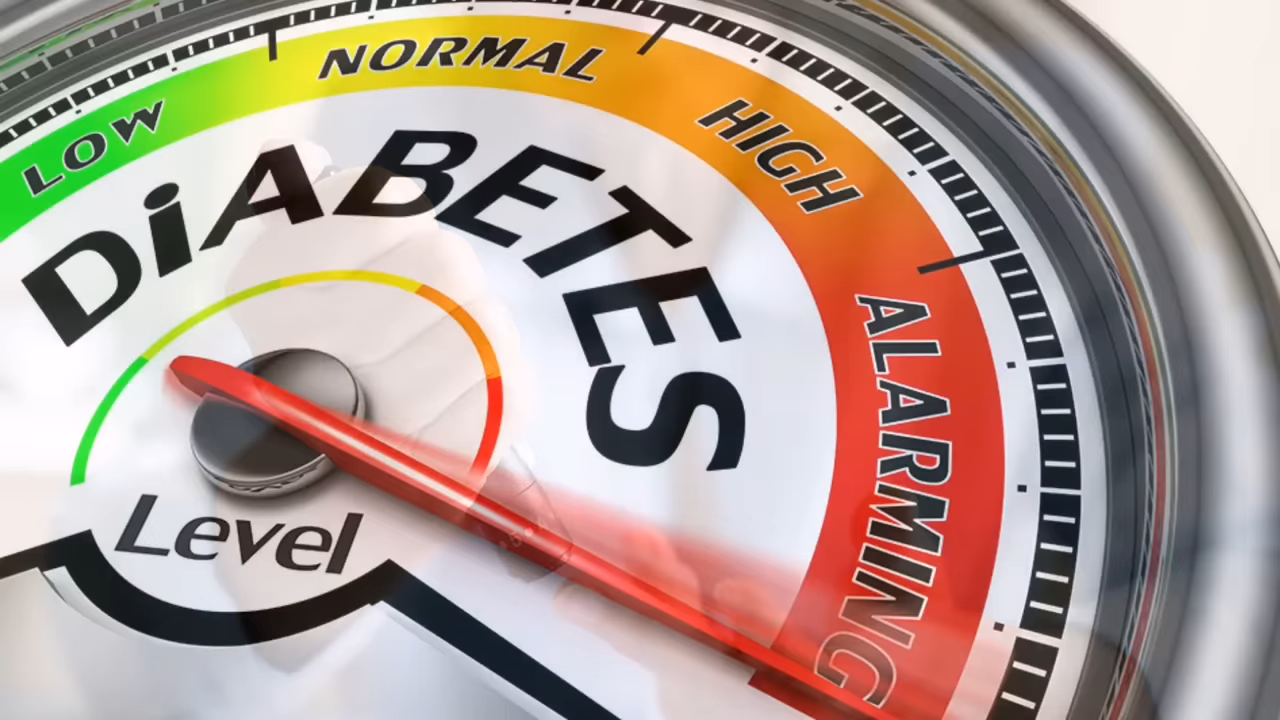 LOW
NORMAL
HIGH
ALARMING
DiABETES
Level